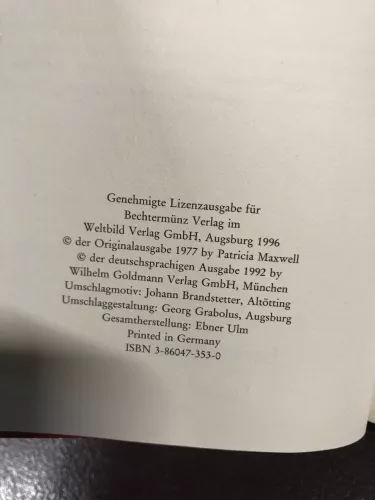 Genehmigte Lizenzausgabe für
Bechtermünz Verlag im
Weltbild Verlag GmbH, Augsburg 1996
© der Originalausgabe 1977 by Patricia Maxwell
© der deutschsprachigen Ausgabe 1992 by
Wilhelm Goldmann Verlag GmbH, München
Umschlagmotiv: Johann Brandstetter, Altötting
Umschlaggestaltung: Georg Grabolus, Augsburg
Gesamtherstellung: Ebner Ulm
Printed in Germany
ISBN 3-86047-353-0